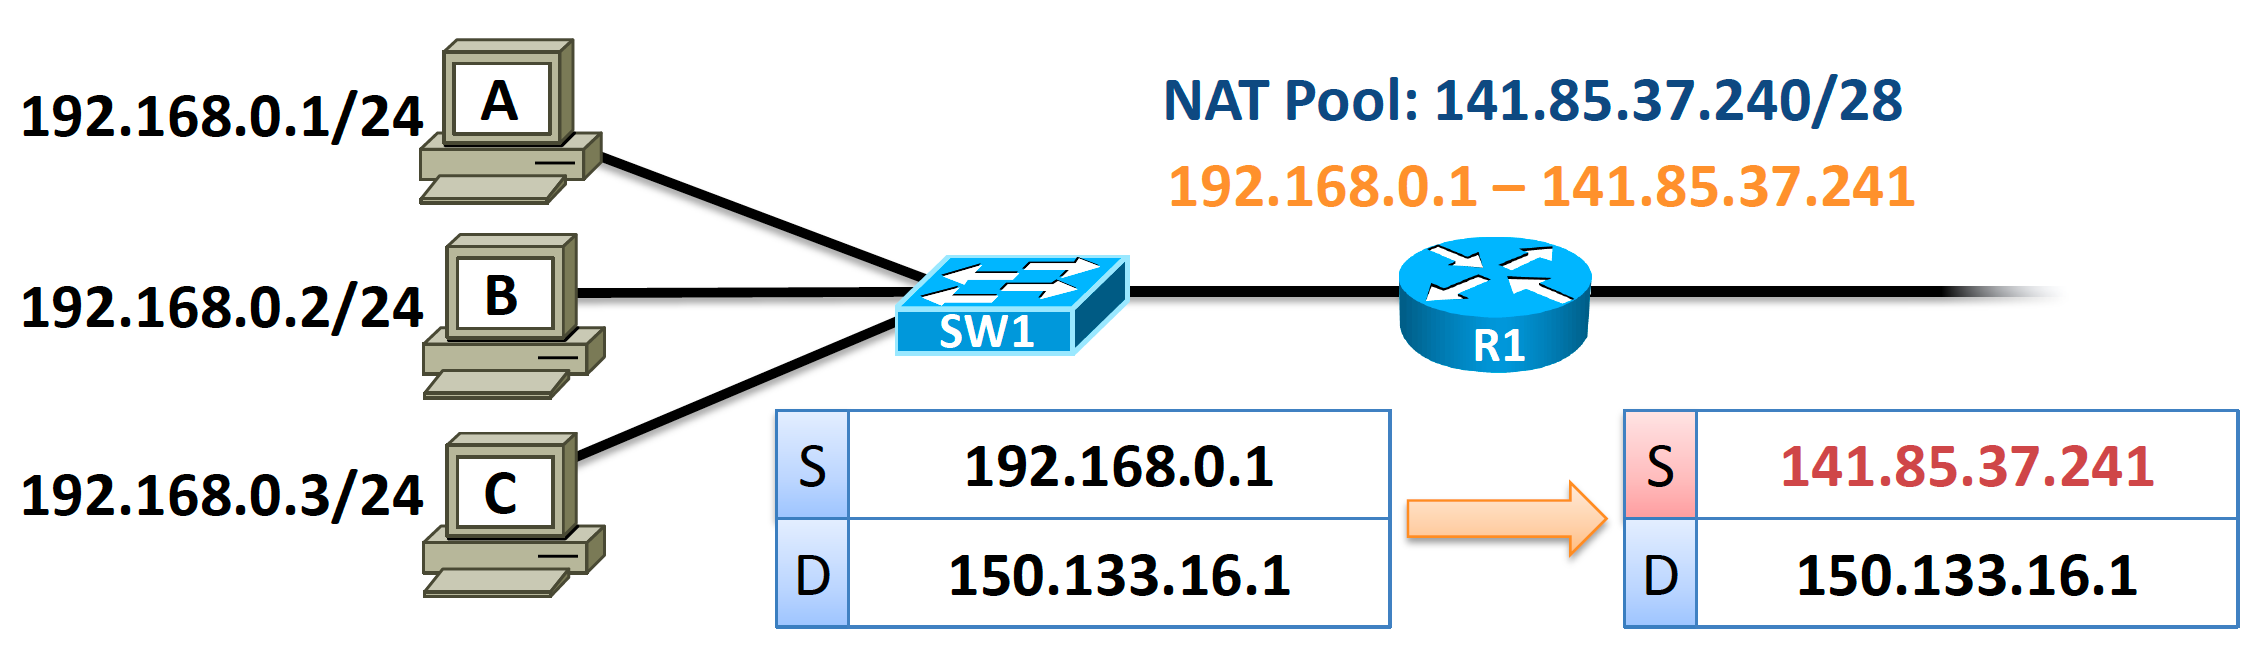 192.168.0.1/24
A
NAT Pool: 141.85.37.240/28
192.168.0.1 – 141.85.37.241
192.168.0.2/24
B
SW1
R1
192.168.0.3/24
C
S 192.168.0.1
D 150.133.16.1
S 141.85.37.241
D 150.133.16.1